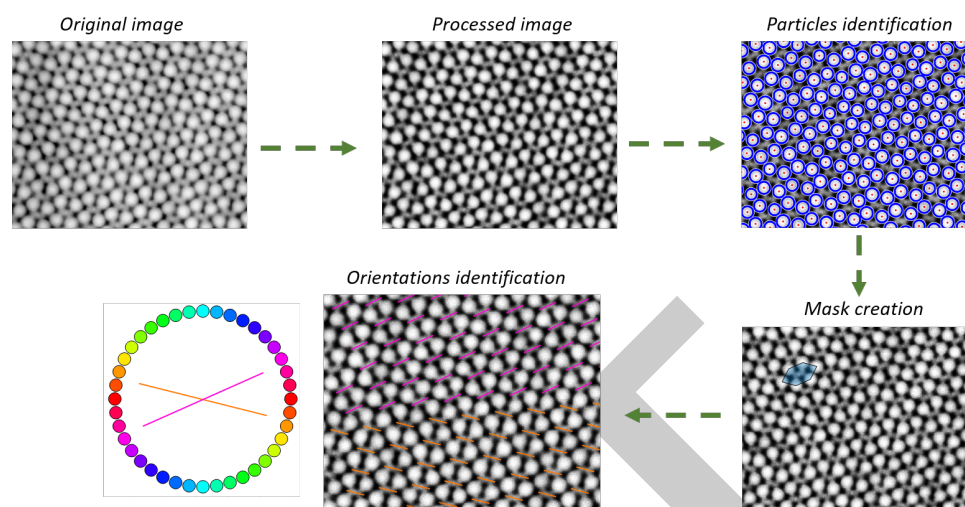 Original image
Processed image
Particles identification
Mask creation
Orientations identification